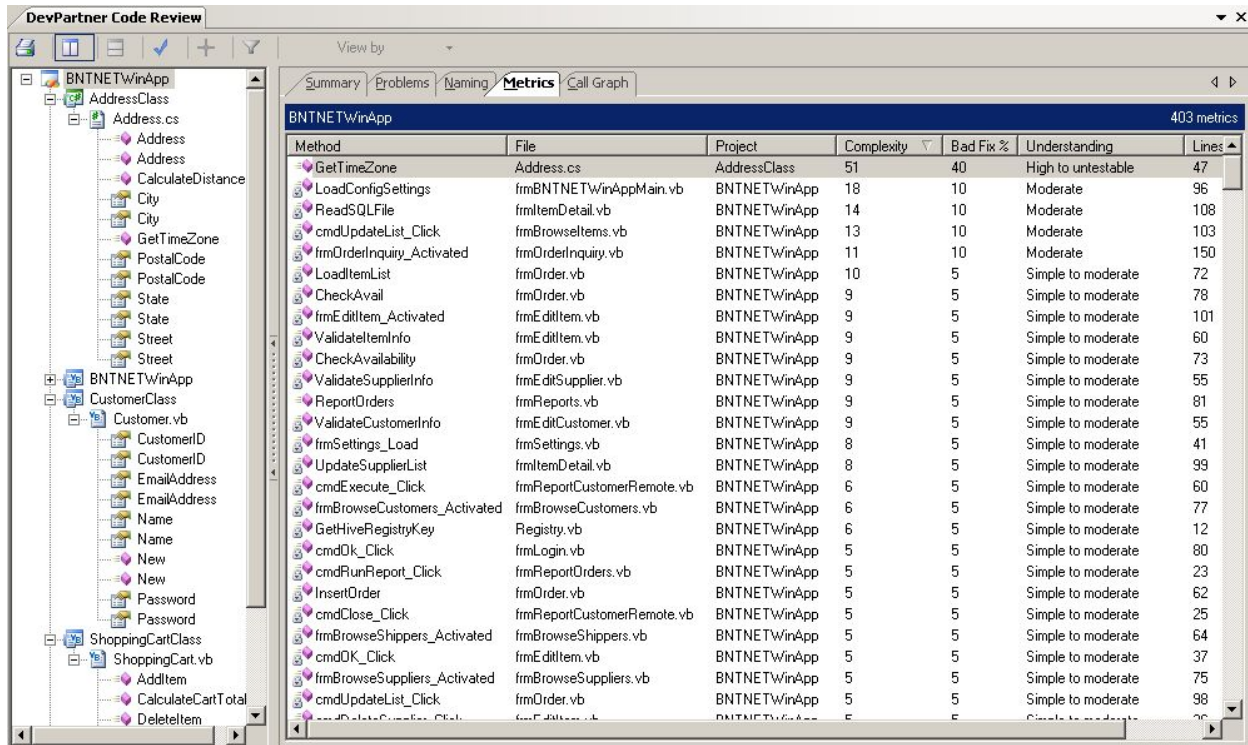 DevPartner Code Review
View by
BNTNETWinApp
AddressClass
Address.cs
Address
Address
CalculateDistance
City
City
GetTimeZone
PostalCode
PostalCode
State
State
Street
Street
BNTNETWinApp
CustomerClass
Customer.vb
CustomerID
CustomerID
EmailAddress
EmailAddress
Name
Name
New
New
Password
Password
ShoppingCartClass
ShoppingCart.vb
AddItem
CalculateCartTotal
DeleteItem
Summary Problems Naming Metrics Call Graph
BNTNETWinApp 403 metrics
Method File Project Complexity Bad Fix % Understanding Lines
GetTimeZone Address.cs AddressClass 51 40 High to untestable 47
LoadConfigSettings frmBNTNETWinAppMain.vb BNTNETWinApp 18 10 Moderate 96
ReadSQLFile frmItemDetail.vb BNTNETWinApp 14 10 Moderate 108
cmdUpdateList_Click frmBrowseItems.vb BNTNETWinApp 13 10 Moderate 103
frmOrderInquiry_Activated frmOrderInquiry.vb BNTNETWinApp 11 10 Moderate 150
LoadItemList frmOrder.vb BNTNETWinApp 10 5 Simple to moderate 72
CheckAvail frmOrder.vb BNTNETWinApp 9 5 Simple to moderate 78
frmEditItem_Activated frmEditItem.vb BNTNETWinApp 9 5 Simple to moderate 101
ValidateItemInfo frmEditItem.vb BNTNETWinApp 9 5 Simple to moderate 60
CheckAvailability frmOrder.vb BNTNETWinApp 9 5 Simple to moderate 73
ValidateSupplierInfo frmEditSupplier.vb BNTNETWinApp 9 5 Simple to moderate 55
ReportOrders frmReports.vb BNTNETWinApp 9 5 Simple to moderate 81
ValidateCustomerInfo frmEditCustomer.vb BNTNETWinApp 9 5 Simple to moderate 55
frmSettings_Load frmSettings.vb BNTNETWinApp 8 5 Simple to moderate 41
UpdateSupplierList frmItemDetail.vb BNTNETWinApp 8 5 Simple to moderate 99
cmdExecute_Click frmReportCustomerRemote.vb BNTNETWinApp 6 5 Simple to moderate 60
frmBrowseCustomers_Activated frmBrowseCustomers.vb BNTNETWinApp 6 5 Simple to moderate 77
GetHiveRegistryKey Registry.vb BNTNETWinApp 6 5 Simple to moderate 12
cmdOk_Click frmLogin.vb BNTNETWinApp 5 5 Simple to moderate 80
cmdRunReport_Click frmReportOrders.vb BNTNETWinApp 5 5 Simple to moderate 23
InsertOrder frmOrder.vb BNTNETWinApp 5 5 Simple to moderate 62
cmdClose_Click frmReportCustomerRemote.vb BNTNETWinApp 5 5 Simple to moderate 25
frmBrowseShippers_Activated frmBrowseShippers.vb BNTNETWinApp 5 5 Simple to moderate 64
cmdOK_Click frmEditItem.vb BNTNETWinApp 5 5 Simple to moderate 37
frmBrowseSuppliers_Activated frmBrowseSuppliers.vb BNTNETWinApp 5 5 Simple to moderate 75
cmdUpdateList_Click frmOrder.vb BNTNETWinApp 5 5 Simple to moderate 98